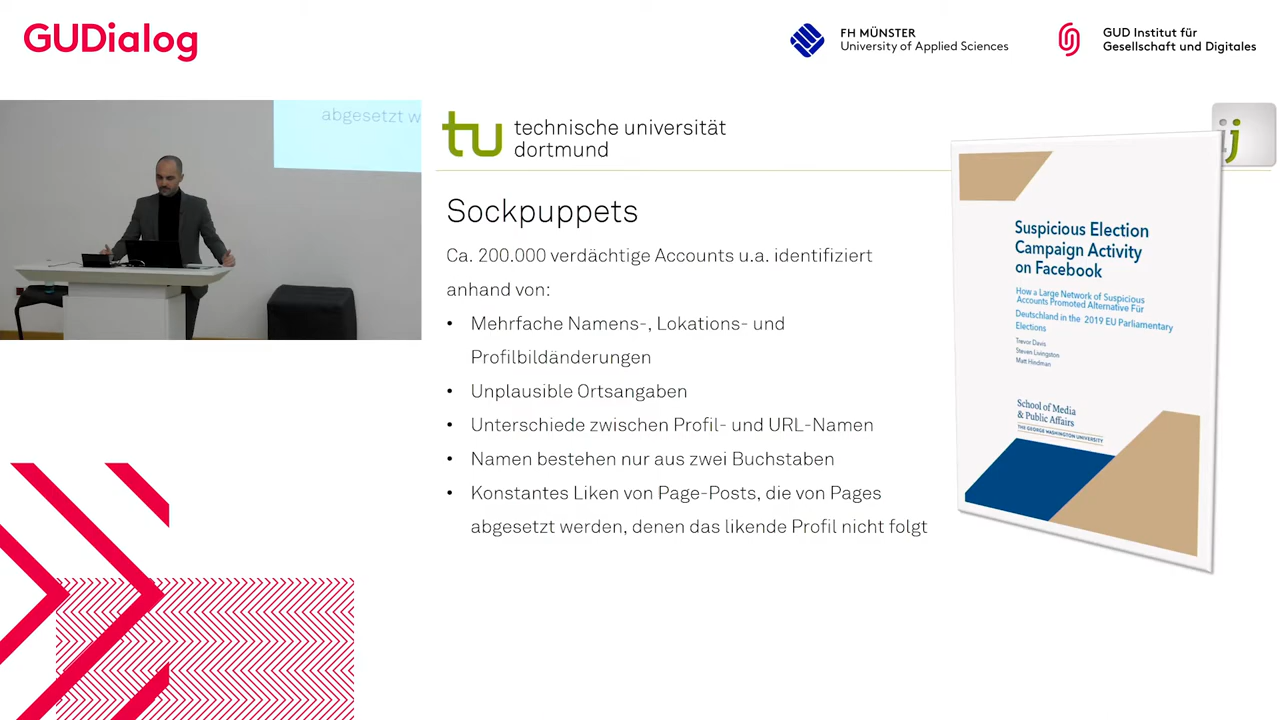 GUDialog
FH MÜNSTER
University of Applied Sciences
GUD Institut für
Gesellschaft und Digitales
abgesetzt w
technische universität
dortmund
Sockpuppets
Ca. 200.000 verdächtige Accounts u.a. identifiziert
anhand von:
• Mehrfache Namens-, Lokations- und
Profilbildänderungen
• Unplausible Ortsangaben
• Unterschiede zwischen Profil- und URL-Namen
• Namen bestehen nur aus zwei Buchstaben
• Konstantes Liken von Page-Posts, die von Pages
abgesetzt werden, denen das likende Profil nicht folgt
Suspicious Election
Campaign Activity
on Facebook
How a Large Network of Suspicious
Accounts Promoted Alternative Für
Deutschland in the 2019 EU Parliamentary
Elections
Trevor Davis
Steven Livingston
Matt Hindman
School of Media
& Public Affairs
THE GEORGE WASHINGTON UNIVERSITY